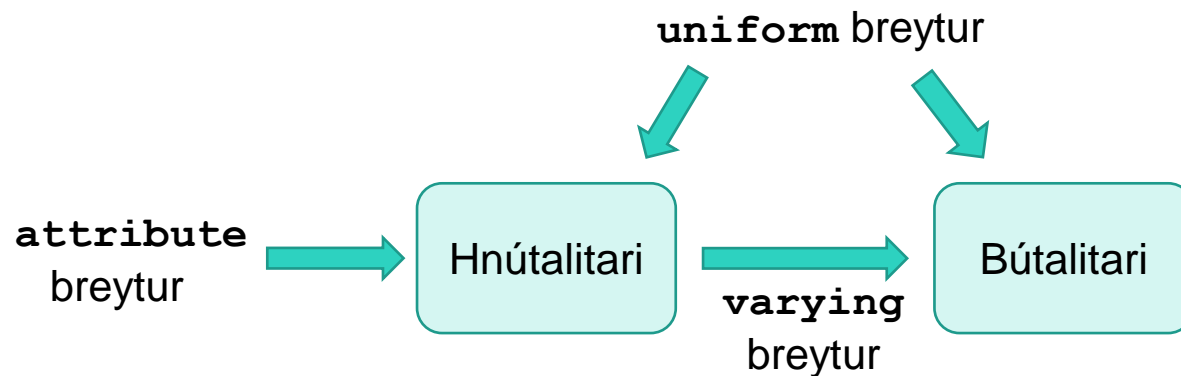 uniform breytur
attribute
breytur
Hnútalitari
Bútalitari
varying
breytur